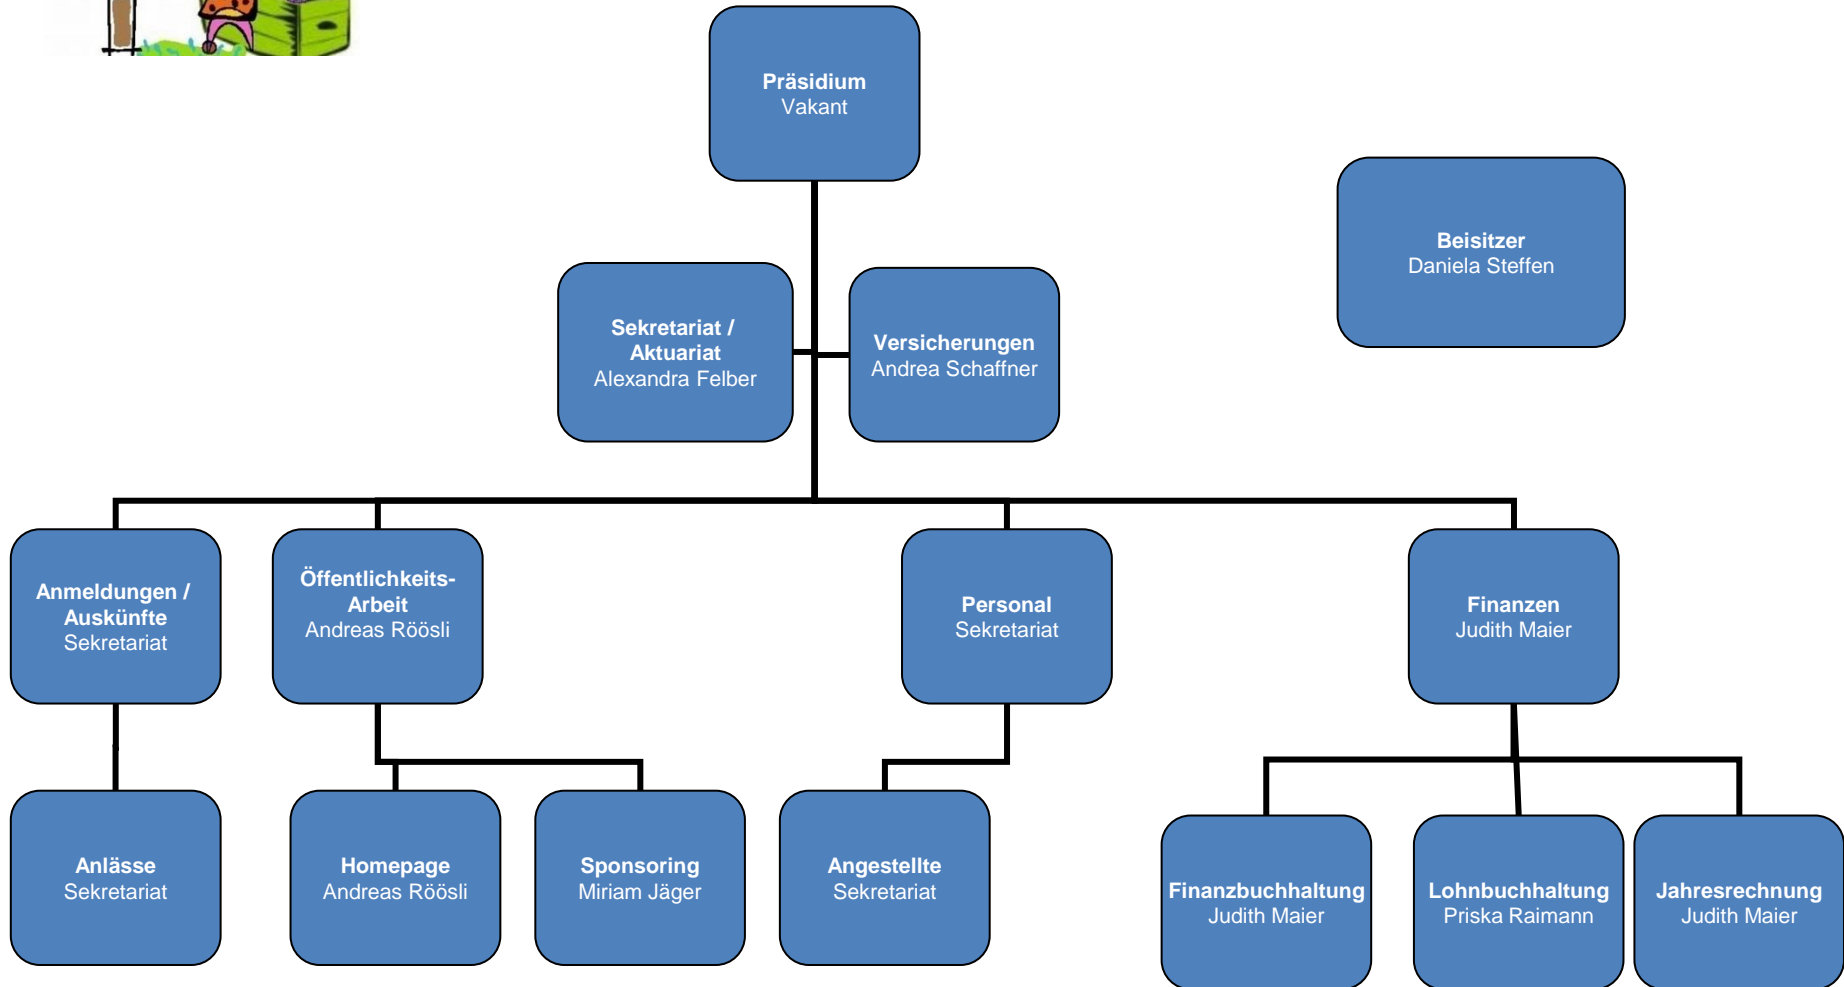 Präsidium
Vakant
Beisitzer
Daniela Steffen
Sekretariat /
Aktuariat
Alexandra Felber
Versicherungen
Andrea Schaffner
Anmeldungen /
Auskünfte
Sekretariat
Öffentlichkeits-
Arbeit
Andreas Röösli
Personal
Sekretariat
Finanzen
Judith Maier
Anlässe
Sekretariat
Homepage
Andreas Röösli
Sponsoring
Miriam Jäger
Angestellte
Sekretariat
Finanzbuchhaltung
Judith Maier
Lohnbuchhaltung
Priska Raimann
Jahresrechnung
Judith Maier